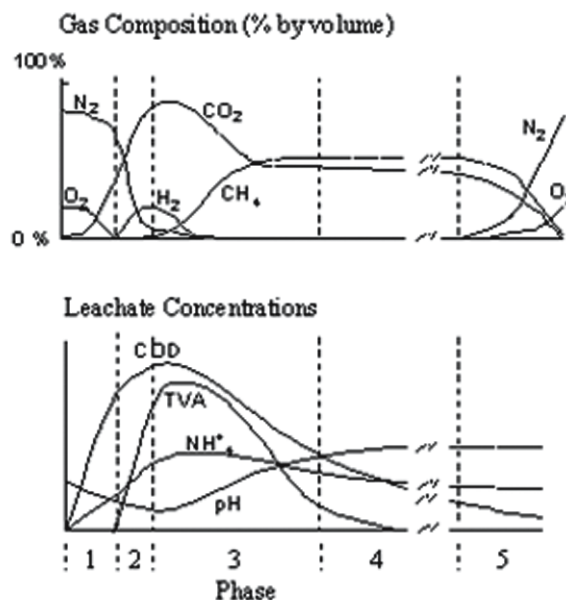 Gas Composition (% by volume)
100%
N₂
CO₂
N₂
O₂
H₂
CH₄
O
0 %
Leachate Concentrations
CbD
TVA
NH⁺₄
pH
1 2 3 4 5
Phase